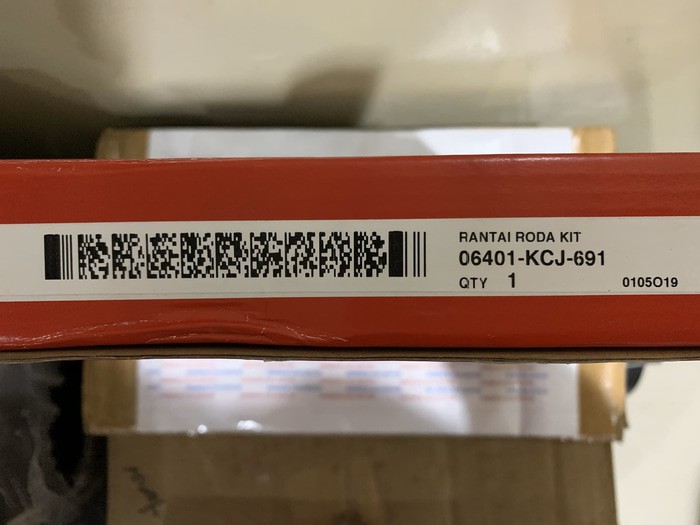 RANTAI RODA KIT
06401-KCJ-691
QTY 1
0105O19